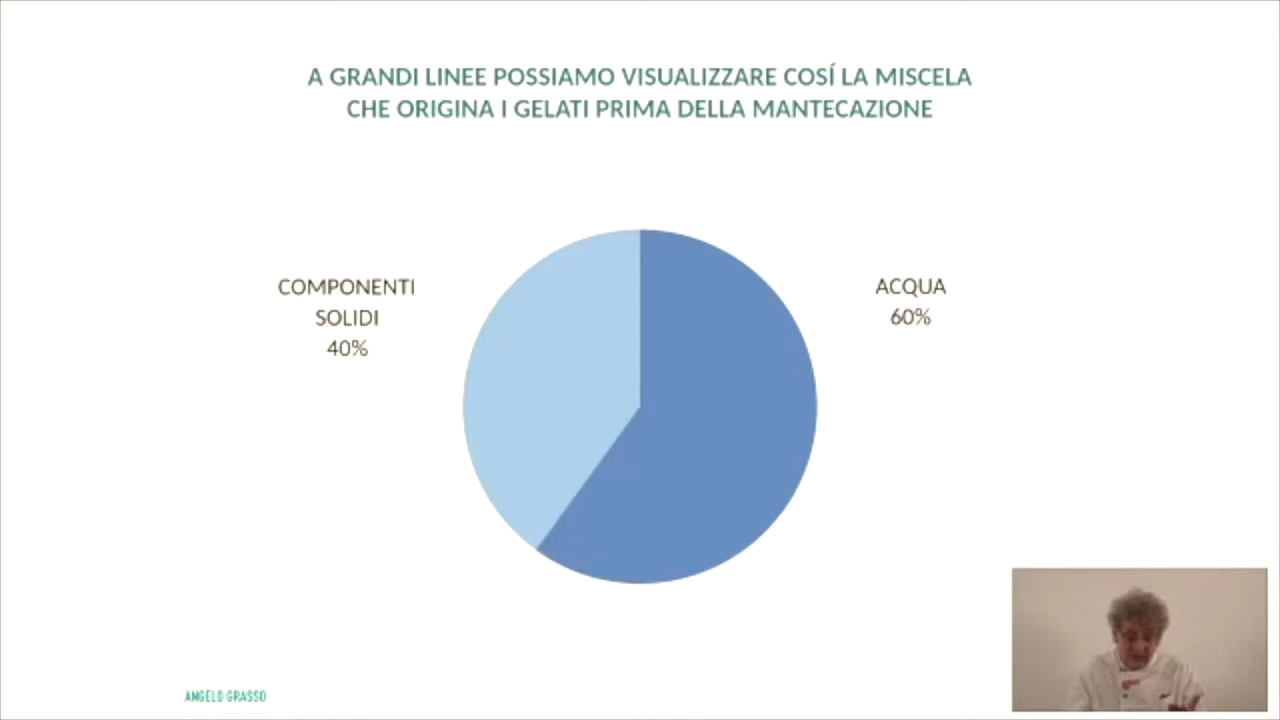 A GRANDI LINEE POSSIAMO VISUALIZZARE COSÍ LA MISCELA
CHE ORIGINA I GELATI PRIMA DELLA MANTECAZIONE
COMPONENTI
SOLIDI
40%
ACQUA
60%
ANGELO GRASSO